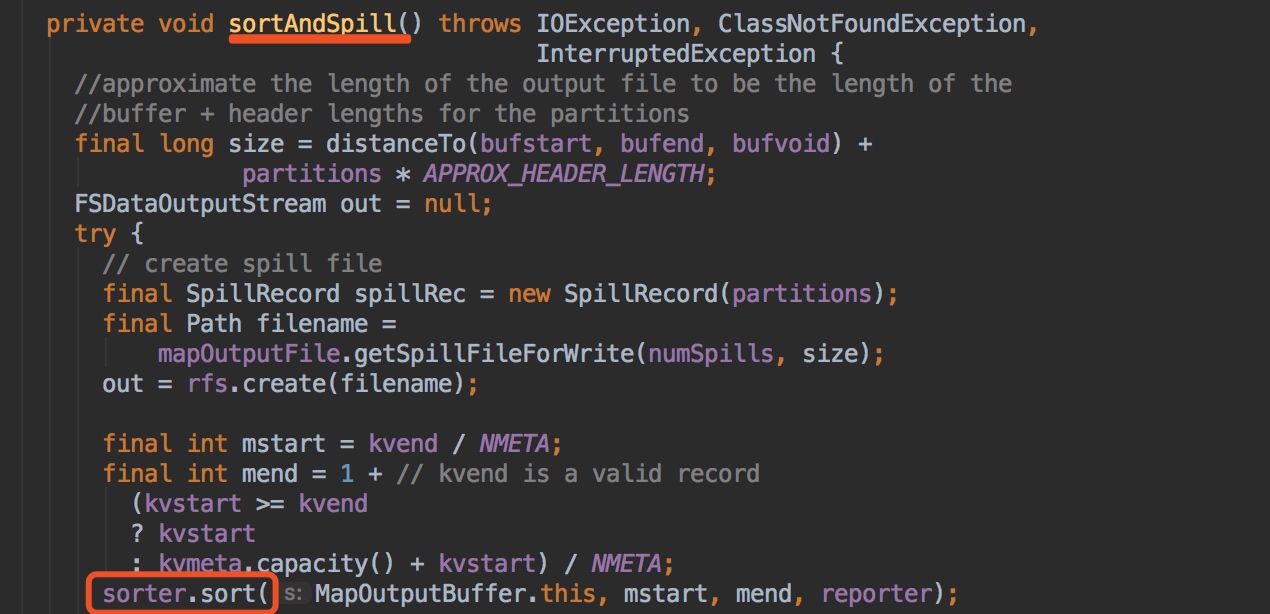 private void sortAndSpill() throws IOException, ClassNotFoundException,
InterruptedException {
//approximate the length of the output file to be the length of the
//buffer + header lengths for the partitions
final long size = distanceTo(bufstart, bufend, bufvoid) +
partitions * APPROX_HEADER_LENGTH;
FSDataOutputStream out = null;
try {
// create spill file
final SpillRecord spillRec = new SpillRecord(partitions);
final Path filename =
mapOutputFile.getSpillFileForWrite(numSpills, size);
out = rfs.create(filename);
final int mstart = kvend / NMETA;
final int mend = 1 + // kvend is a valid record
(kvstart >= kvend
? kvstart
: kvmeta.capacity() + kvstart) / NMETA;
sorter.sort( s: MapOutputBuffer.this, mstart, mend, reporter);